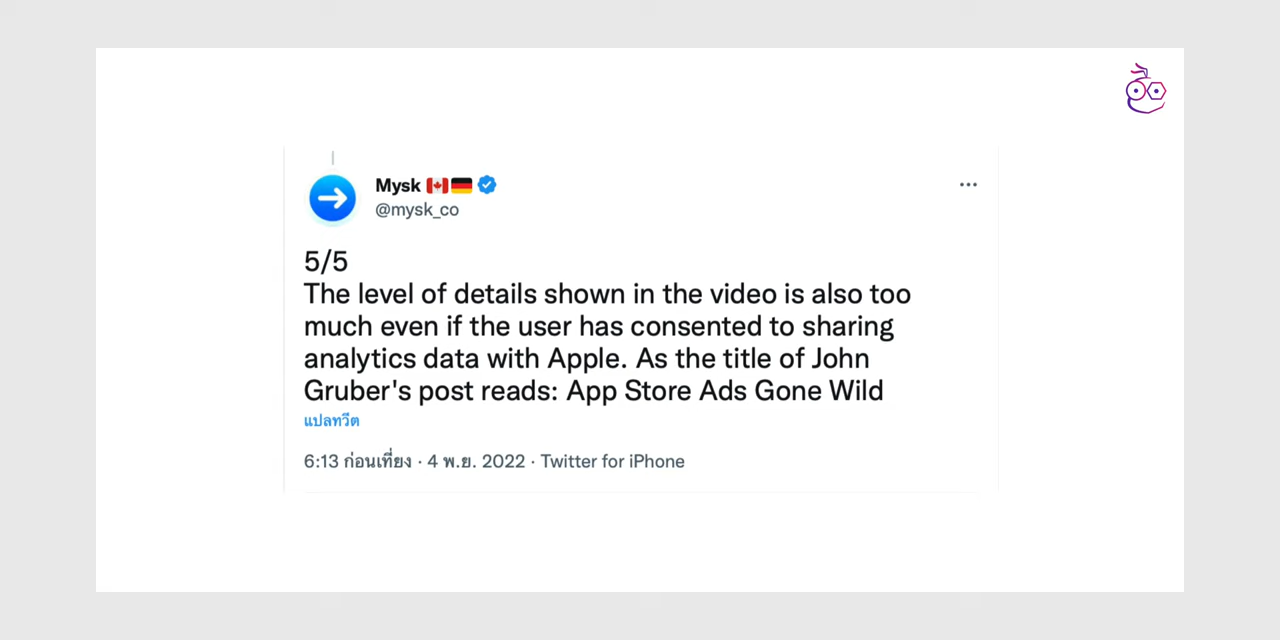 Mysk
@mysk_co
5/5
The level of details shown in the video is also too
much even if the user has consented to sharing
analytics data with Apple. As the title of John
Gruber's post reads: App Store Ads Gone Wild
แปลทวีต
6:13 ก่อนเที่ยง · 4 พ.ย. 2022 · Twitter for iPhone